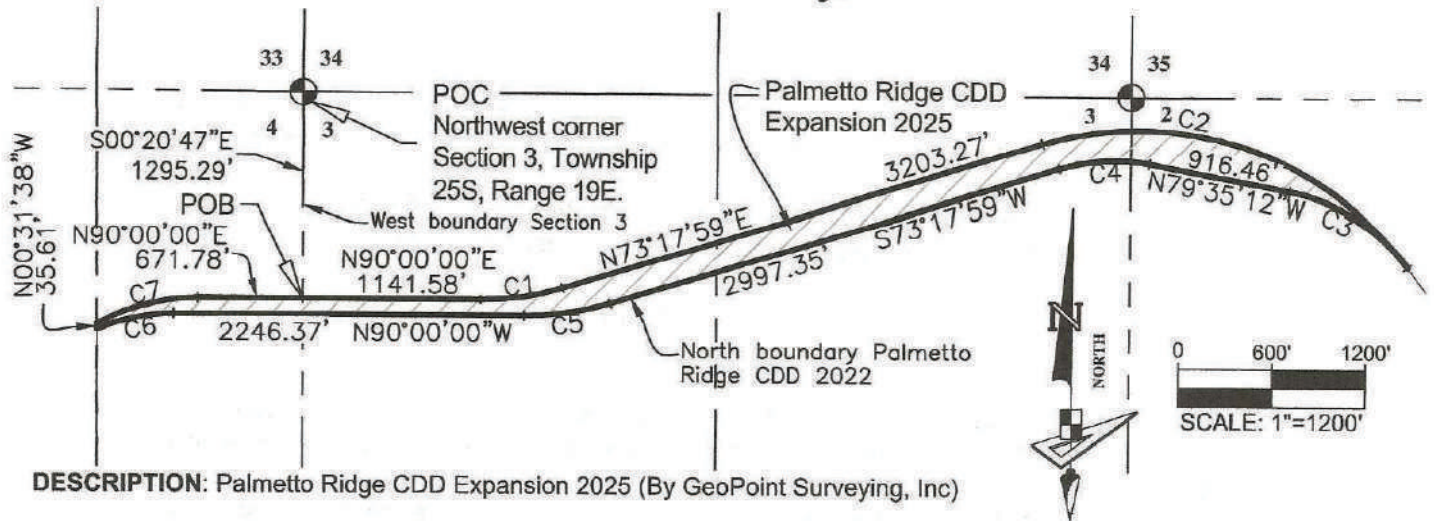 33 34
34 35
POC
Northwest corner
Section 3, Township
25S, Range 19E.
4 3
S00°20'47"E
1295.29'
POB
West boundary Section 3
Palmetto Ridge CDD
Expansion 2025
3 2
C2
3203.27'
916.46'
C4
N79°35'12"W
C3
N00°31'38"W
35.61'
N90°00'00"E
671.78'
N90°00'00"E
1141.58'
C1
N73°17'59"E
S73°17'59"W
2997.35'
C7
C6
2246.37'
N90°00'00"W
C5
North boundary Palmetto
Ridge CDD 2022
N
NORTH
0 600' 1200'
SCALE: 1"=1200'
DESCRIPTION: Palmetto Ridge CDD Expansion 2025 (By GeoPoint Surveying, Inc)